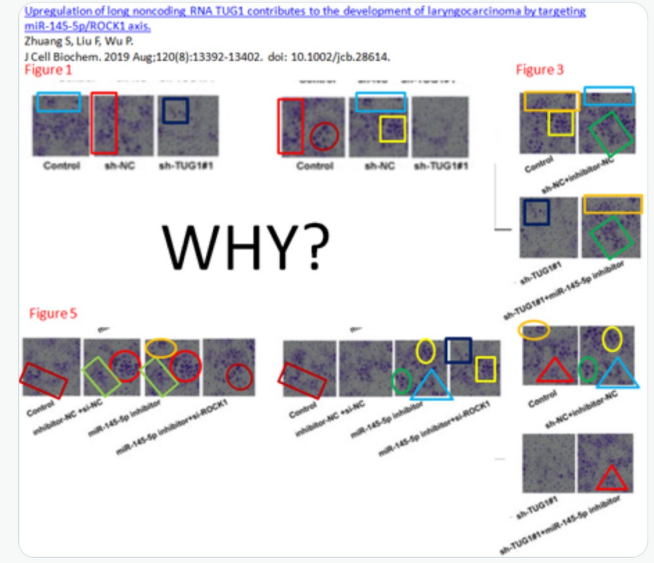 Upregulation of long noncoding RNA TUG1 contributes to the development of laryngocarcinoma by targeting
miR-145-5p/ROCK1 axis.
Zhuang S, Liu F, Wu P.
J Cell Biochem. 2019 Aug;120(8):13392-13402. doi: 10.1002/jcb.28614.
Figure 1
Figure 3
Control sh-NC sh-TUG1#1
Control sh-NC sh-TUG1#1
Control
sh-NC+inhibitor-NC
WHY?
sh-TUG1#1
sh-TUG1#1+miR-145-5p inhibitor
Figure 5
Control
inhibitor-NC +si-NC
miR-145-5p inhibitor
miR-145-5p inhibitor+si-ROCK1
Control
inhibitor-NC +si-NC
miR-145-5p inhibitor
miR-145-5p inhibitor+si-ROCK1
Control
sh-NC+inhibitor-NC
sh-TUG1#1
sh-TUG1#1+miR-145-5p inhibitor